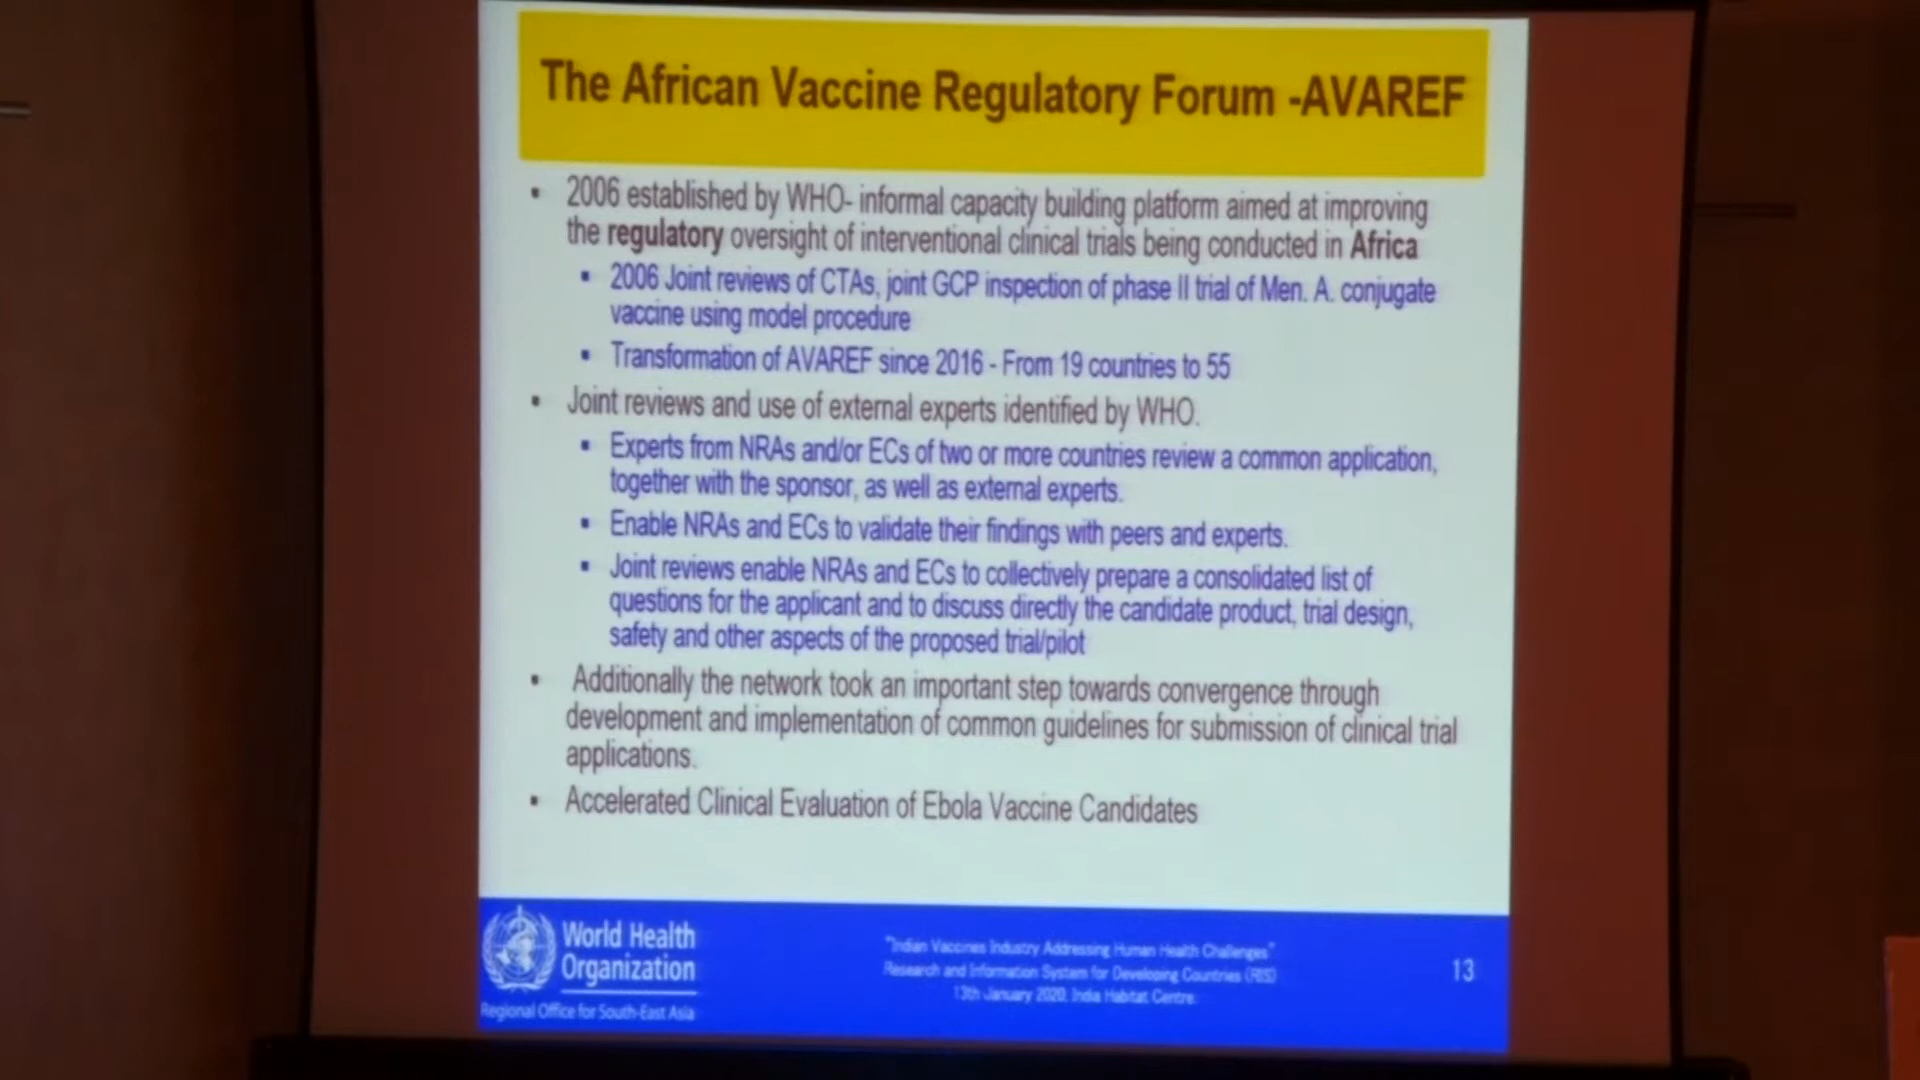 The African Vaccine Regulatory Forum -AVAREF
▪ 2006 established by WHO- informal capacity building platform aimed at improving
the regulatory oversight of interventional clinical trials being conducted in Africa
▪ 2006 Joint reviews of CTAs, joint GCP inspection of phase II trial of Men. A. conjugate
vaccine using model procedure
▪ Transformation of AVAREF since 2016 - From 19 countries to 55
▪ Joint reviews and use of external experts identified by WHO.
▪ Experts from NRAs and/or ECs of two or more countries review a common application,
together with the sponsor, as well as external experts.
▪ Enable NRAs and ECs to validate their findings with peers and experts.
▪ Joint reviews enable NRAs and ECs to collectively prepare a consolidated list of
questions for the applicant and to discuss directly the candidate product, trial design,
safety and other aspects of the proposed trial/pilot
▪ Additionally the network took an important step towards convergence through
development and implementation of common guidelines for submission of clinical trial
applications.
▪ Accelerated Clinical Evaluation of Ebola Vaccine Candidates
World Health
Organization
Regional Office for South-East Asia
"Indian Vaccines Industry Addressing Human Health Challenges"
Research and Information System for Developing Countries (RIS)
13th January 2020, India Habitat Centre.
13